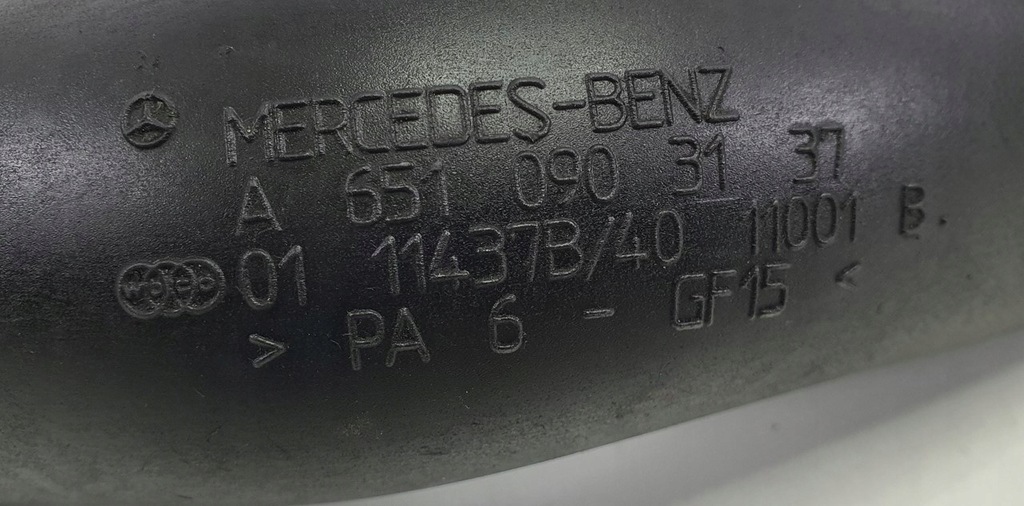 MERCEDES-BENZ
A 651 090 31 37
01 11437B/40 11001 B.
> PA 6 - GF15 <